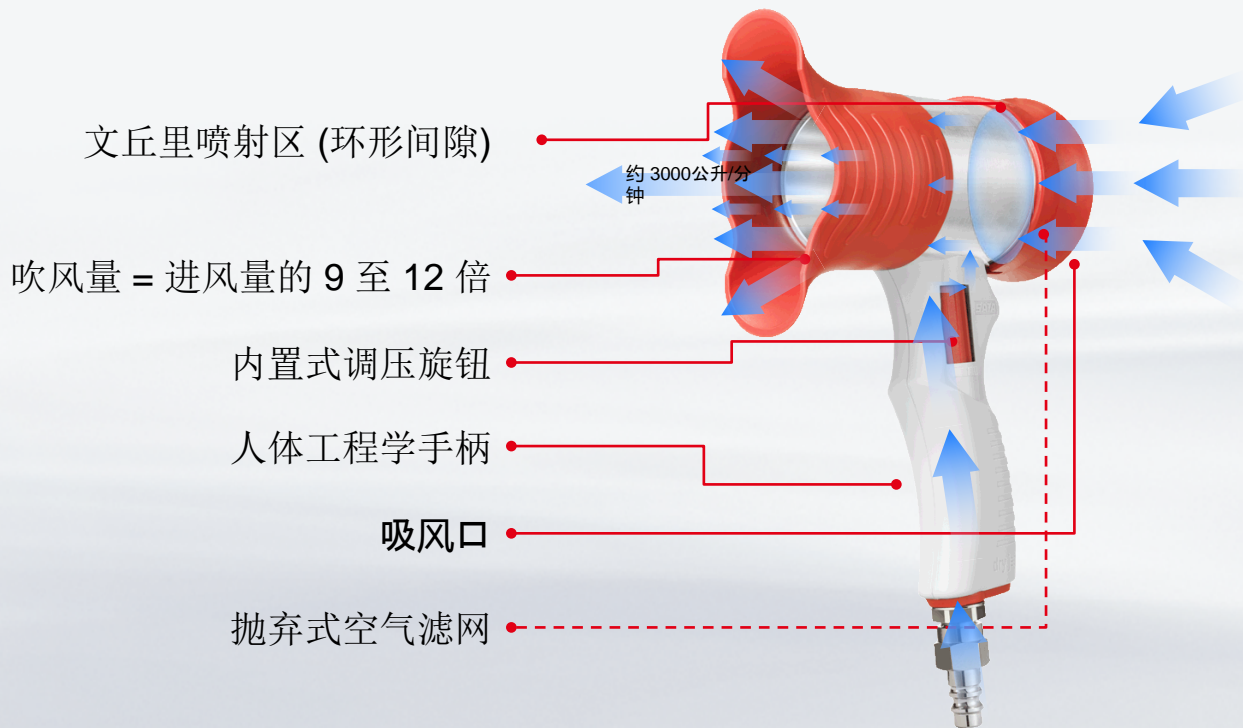 文丘里喷射区 (环形间隙)
约 3000公升/分
钟
吹风量 = 进风量的 9 至 12 倍
内置式调压旋钮
人体工程学手柄
吸风口
抛弃式空气滤网